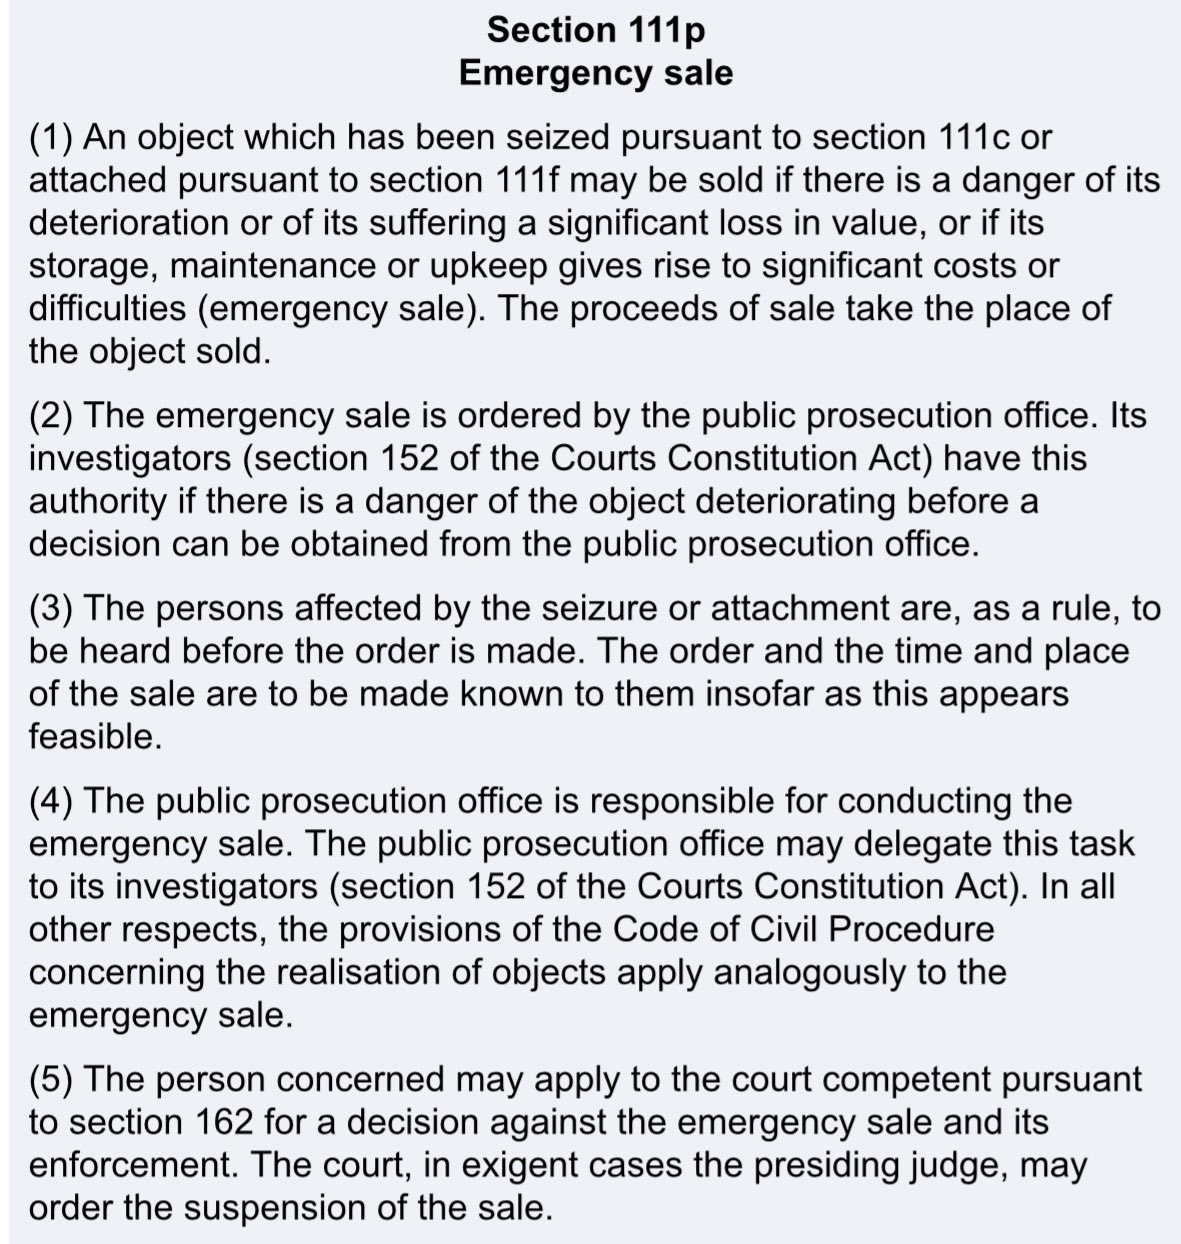 Section 111p
Emergency sale
(1) An object which has been seized pursuant to section 111c or
attached pursuant to section 111f may be sold if there is a danger of its
deterioration or of its suffering a significant loss in value, or if its
storage, maintenance or upkeep gives rise to significant costs or
difficulties (emergency sale). The proceeds of sale take the place of
the object sold.
(2) The emergency sale is ordered by the public prosecution office. Its
investigators (section 152 of the Courts Constitution Act) have this
authority if there is a danger of the object deteriorating before a
decision can be obtained from the public prosecution office.
(3) The persons affected by the seizure or attachment are, as a rule, to
be heard before the order is made. The order and the time and place
of the sale are to be made known to them insofar as this appears
feasible.
(4) The public prosecution office is responsible for conducting the
emergency sale. The public prosecution office may delegate this task
to its investigators (section 152 of the Courts Constitution Act). In all
other respects, the provisions of the Code of Civil Procedure
concerning the realisation of objects apply analogously to the
emergency sale.
(5) The person concerned may apply to the court competent pursuant
to section 162 for a decision against the emergency sale and its
enforcement. The court, in exigent cases the presiding judge, may
order the suspension of the sale.